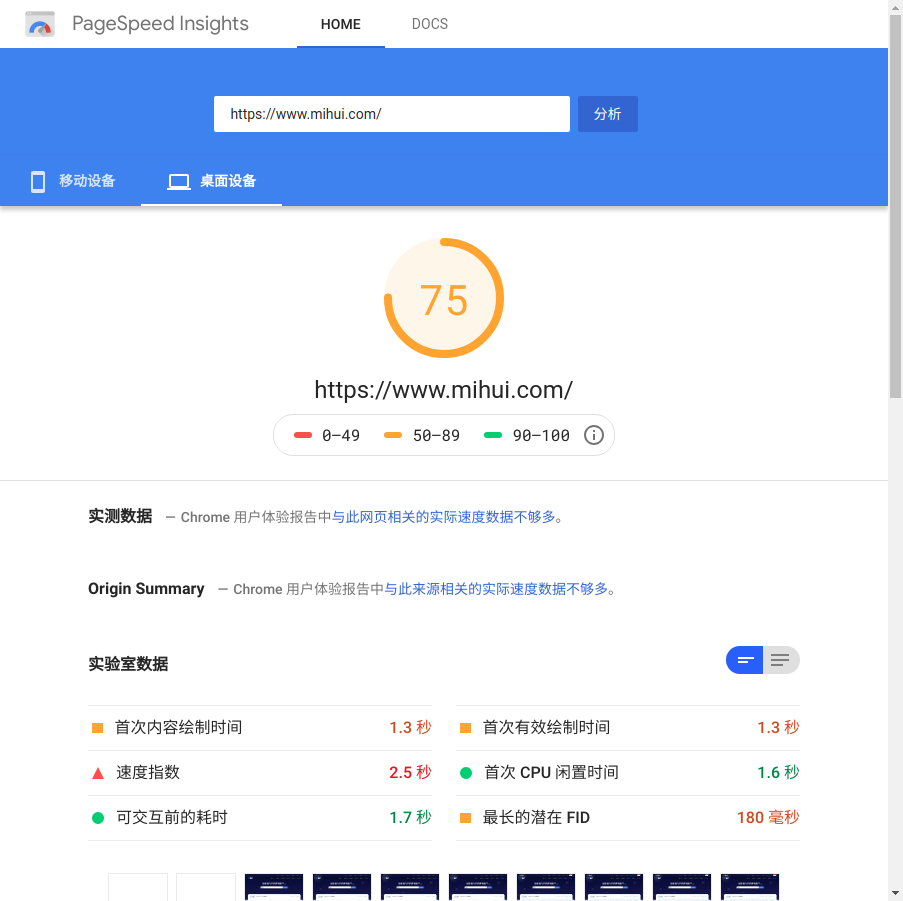 PageSpeed Insights HOME DOCS
https://www.mihui.com/ 分析
移动设备 桌面设备
75
https://www.mihui.com/
0–49 50–89 90–100
实测数据 — Chrome 用户体验报告中与此网页相关的实际速度数据不够多。
Origin Summary — Chrome 用户体验报告中与此来源相关的实际速度数据不够多。
实验室数据
首次内容绘制时间 1.3 秒 首次有效绘制时间 1.3 秒
速度指数 2.5 秒 首次 CPU 闲置时间 1.6 秒
可交互前的耗时 1.7 秒 最长的潜在 FID 180 毫秒